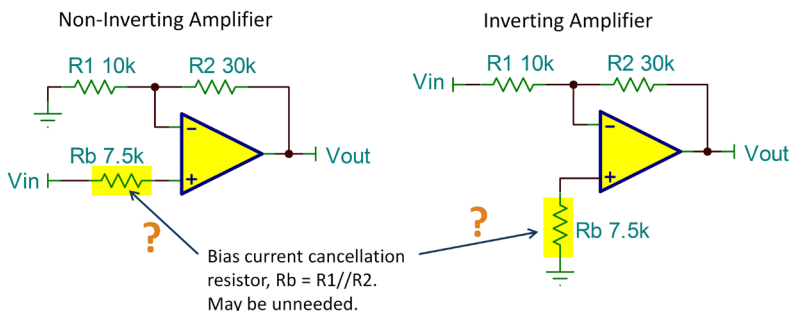 Non-Inverting Amplifier
R1 10k
R2 30k
Rb 7.5k
Vin
Vout
−
+
?
Inverting Amplifier
Vin
R1 10k
R2 30k
Vout
−
+
Rb 7.5k
?
Bias current cancellation
resistor, Rb = R1//R2.
May be unneeded.